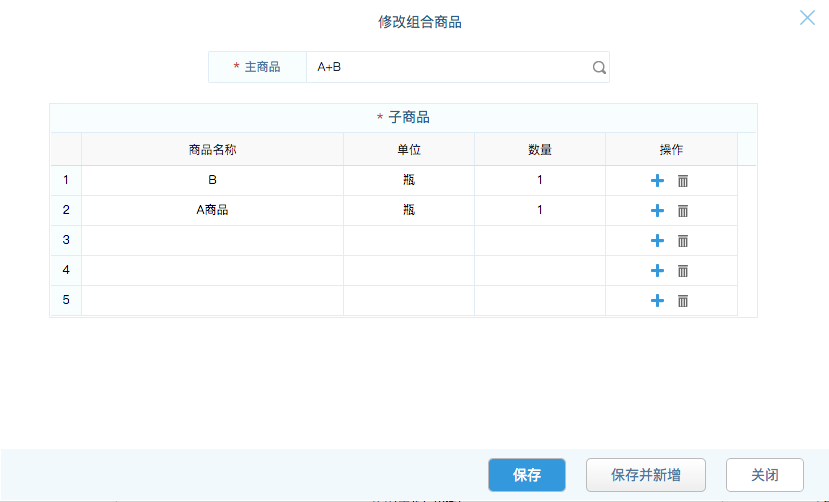 修改组合商品
* 主商品 A+B
* 子商品
商品名称 单位 数量 操作
1 B 瓶 1
2 A商品 瓶 1
3
4
5
保存 保存并新增 关闭